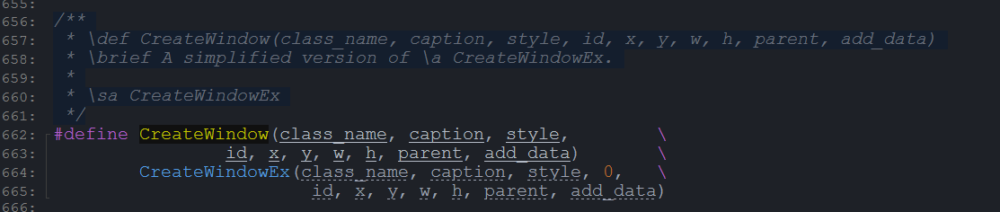 655:
656: /**
657:  * \def CreateWindow(class_name, caption, style, id, x, y, w, h, parent, add_data)
658:  * \brief A simplified version of \a CreateWindowEx.
659:  *
660:  * \sa CreateWindowEx
661:  */
662: #define CreateWindow(class_name, caption, style,        \
663:                 id, x, y, w, h, parent, add_data)        \
664:         CreateWindowEx(class_name, caption, style, 0,   \
665:                         id, x, y, w, h, parent, add_data)
666: